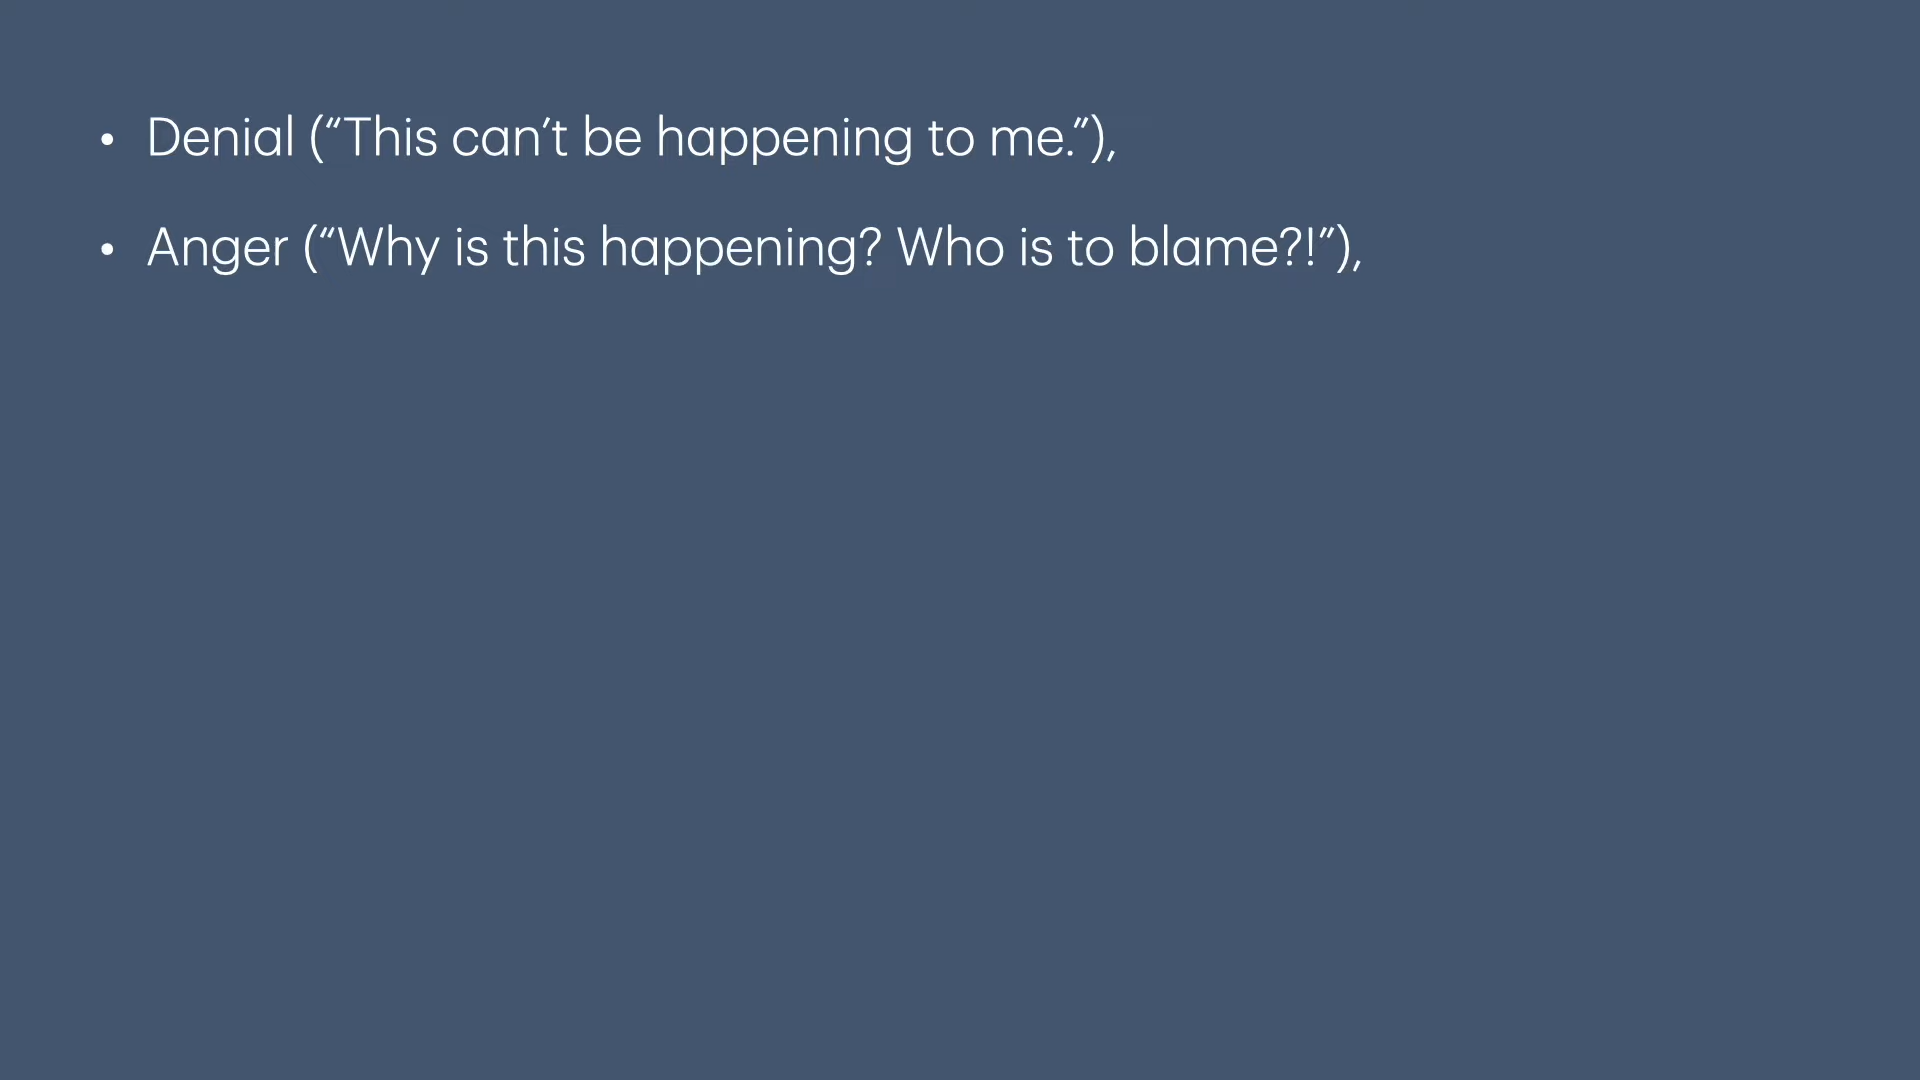 • Denial (“This can’t be happening to me.”),
• Anger (“Why is this happening? Who is to blame?!”),